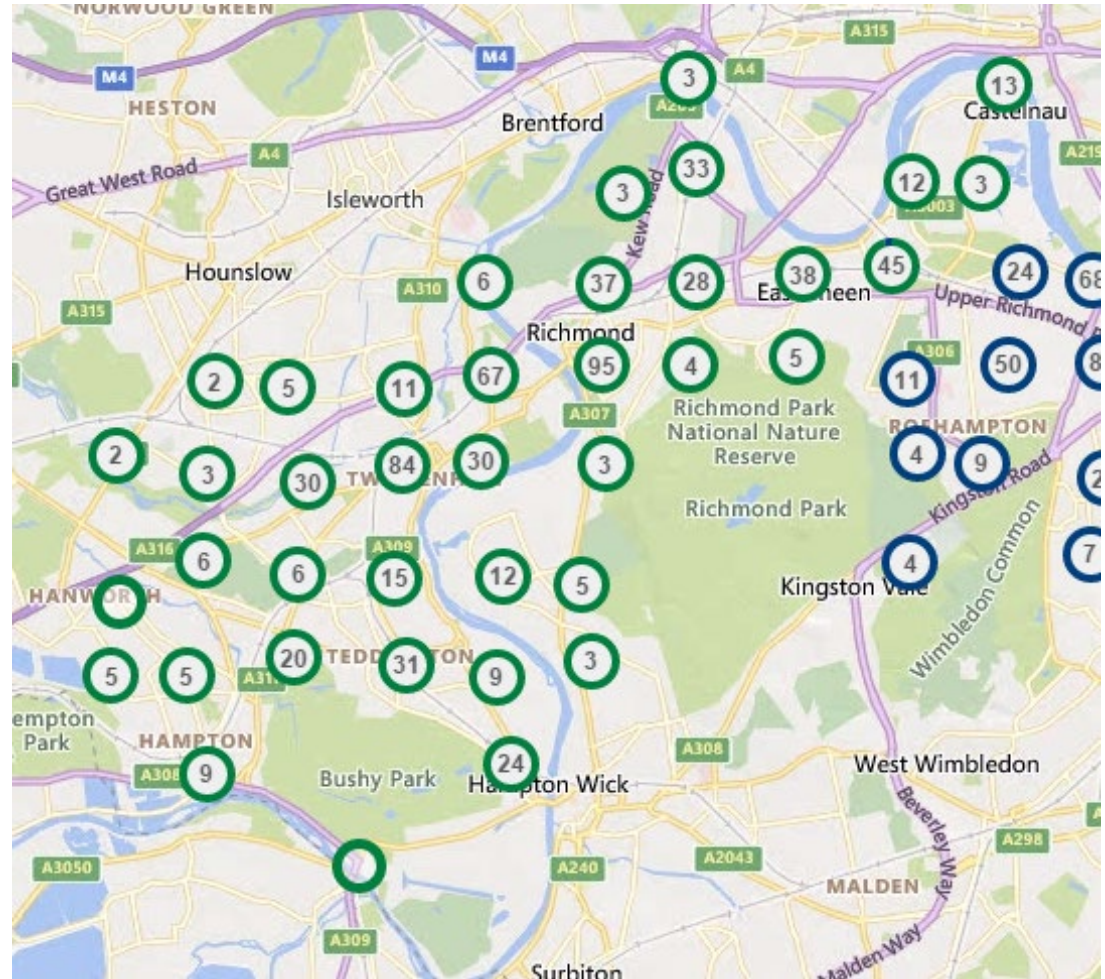 NORWOOD GREEN
A315
M4
M4
A4
3
HESTON
13
Castelnau
Brentford
A4
A219
Great West Road
33
3
12
3
Isleworth
Kew Road
A3003
Hounslow
6
37
28
38
45
24
68
A310
A315
East Sheen
Upper Richmond
Richmond
2
5
11
67
95
4
5
A306
11
50
8
A307
Richmond Park
National Nature
Reserve
ROEHAMPTON
2
3
30
84
30
3
4
9
2
TWICKENHAM
Richmond Park
Kingston Road
A316
A309
6
6
15
12
5
4
7
HANWORTH
Kingston Vale
Wimbledon Common
5
5
20
TEDDINGTON
31
9
3
empton
Park
HAMPTON
A308
9
Bushy Park
24
Hampton Wick
A308
West Wimbledon
Beverley Way
A3050
A240
A2043
A298
MALDEN
A309
Malden Way
Surbiton